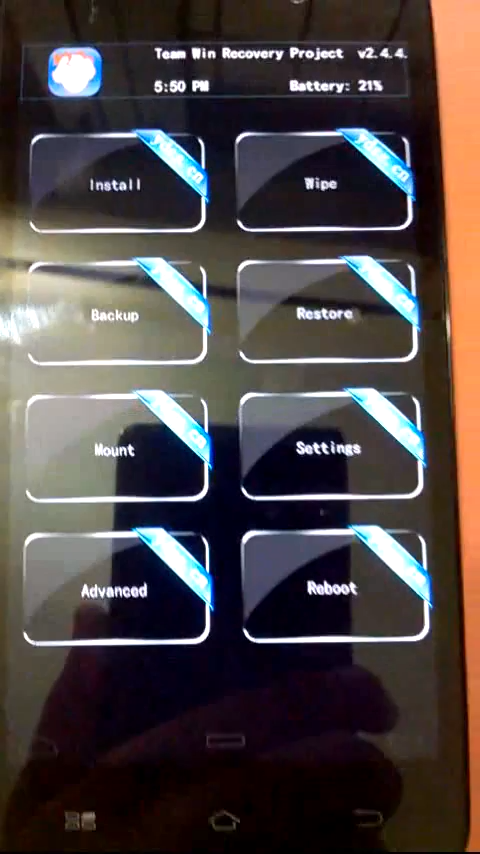 Team Win Recovery Project v2.4.4.
5:50 PM Battery: 21%
Install
Wipe
Backup
Restore
Mount
Settings
Advanced
Reboot